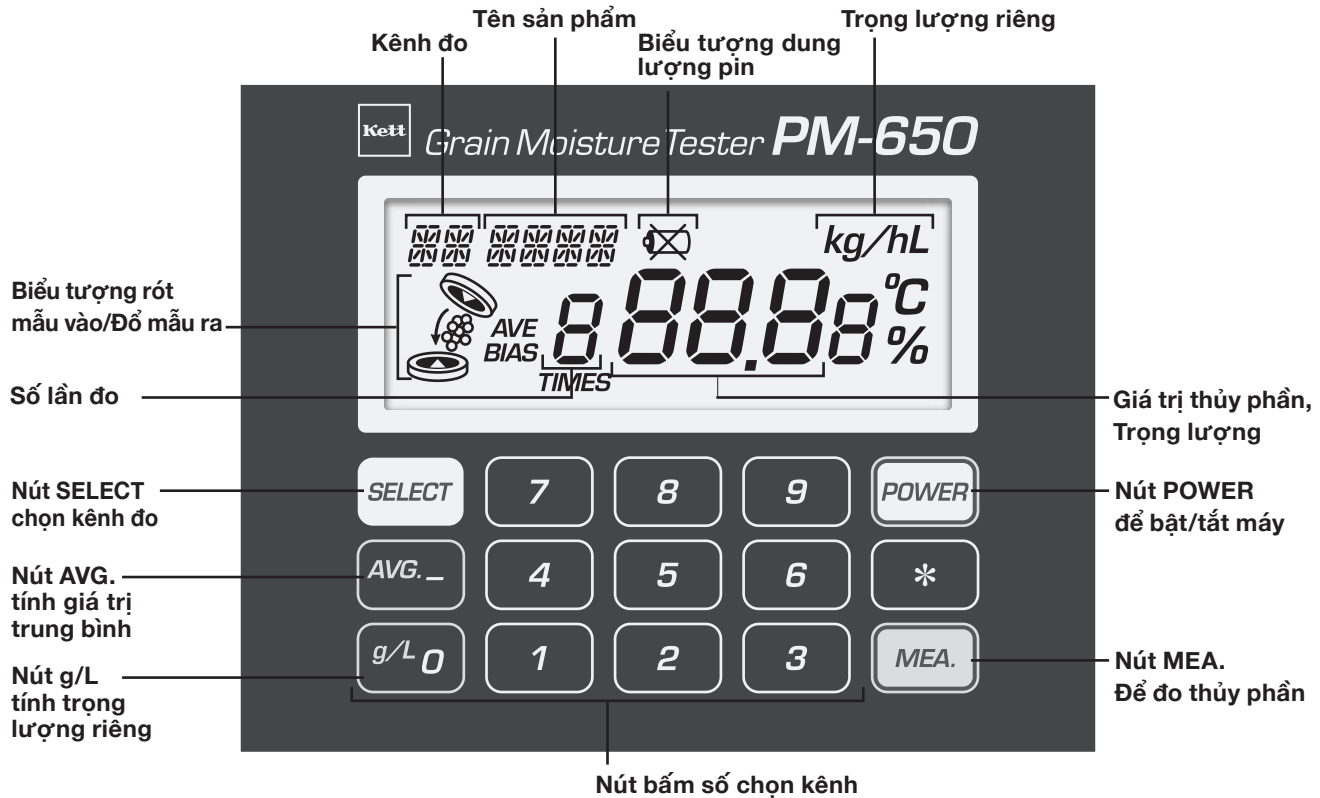 Tên sản phẩm
Trọng lượng riêng
Kênh đo
Biểu tượng dung
lượng pin
Kett
Grain Moisture Tester PM-650
kg/hL
Biểu tượng rót
mẫu vào/Đổ mẫu ra
AVE
BIAS
8
88.8
8
°C
%
TIMES
Số lần đo
Giá trị thủy phần,
Trọng lượng
Nút SELECT
chọn kênh đo
SELECT
7
8
9
POWER
Nút POWER
để bật/tắt máy
Nút AVG.
tính giá trị
trung bình
AVG. –
4
5
6
*
Nút g/L
tính trọng
lượng riêng
g/L 0
1
2
3
MEA.
Nút MEA.
Để đo thủy phần
Nút bấm số chọn kênh